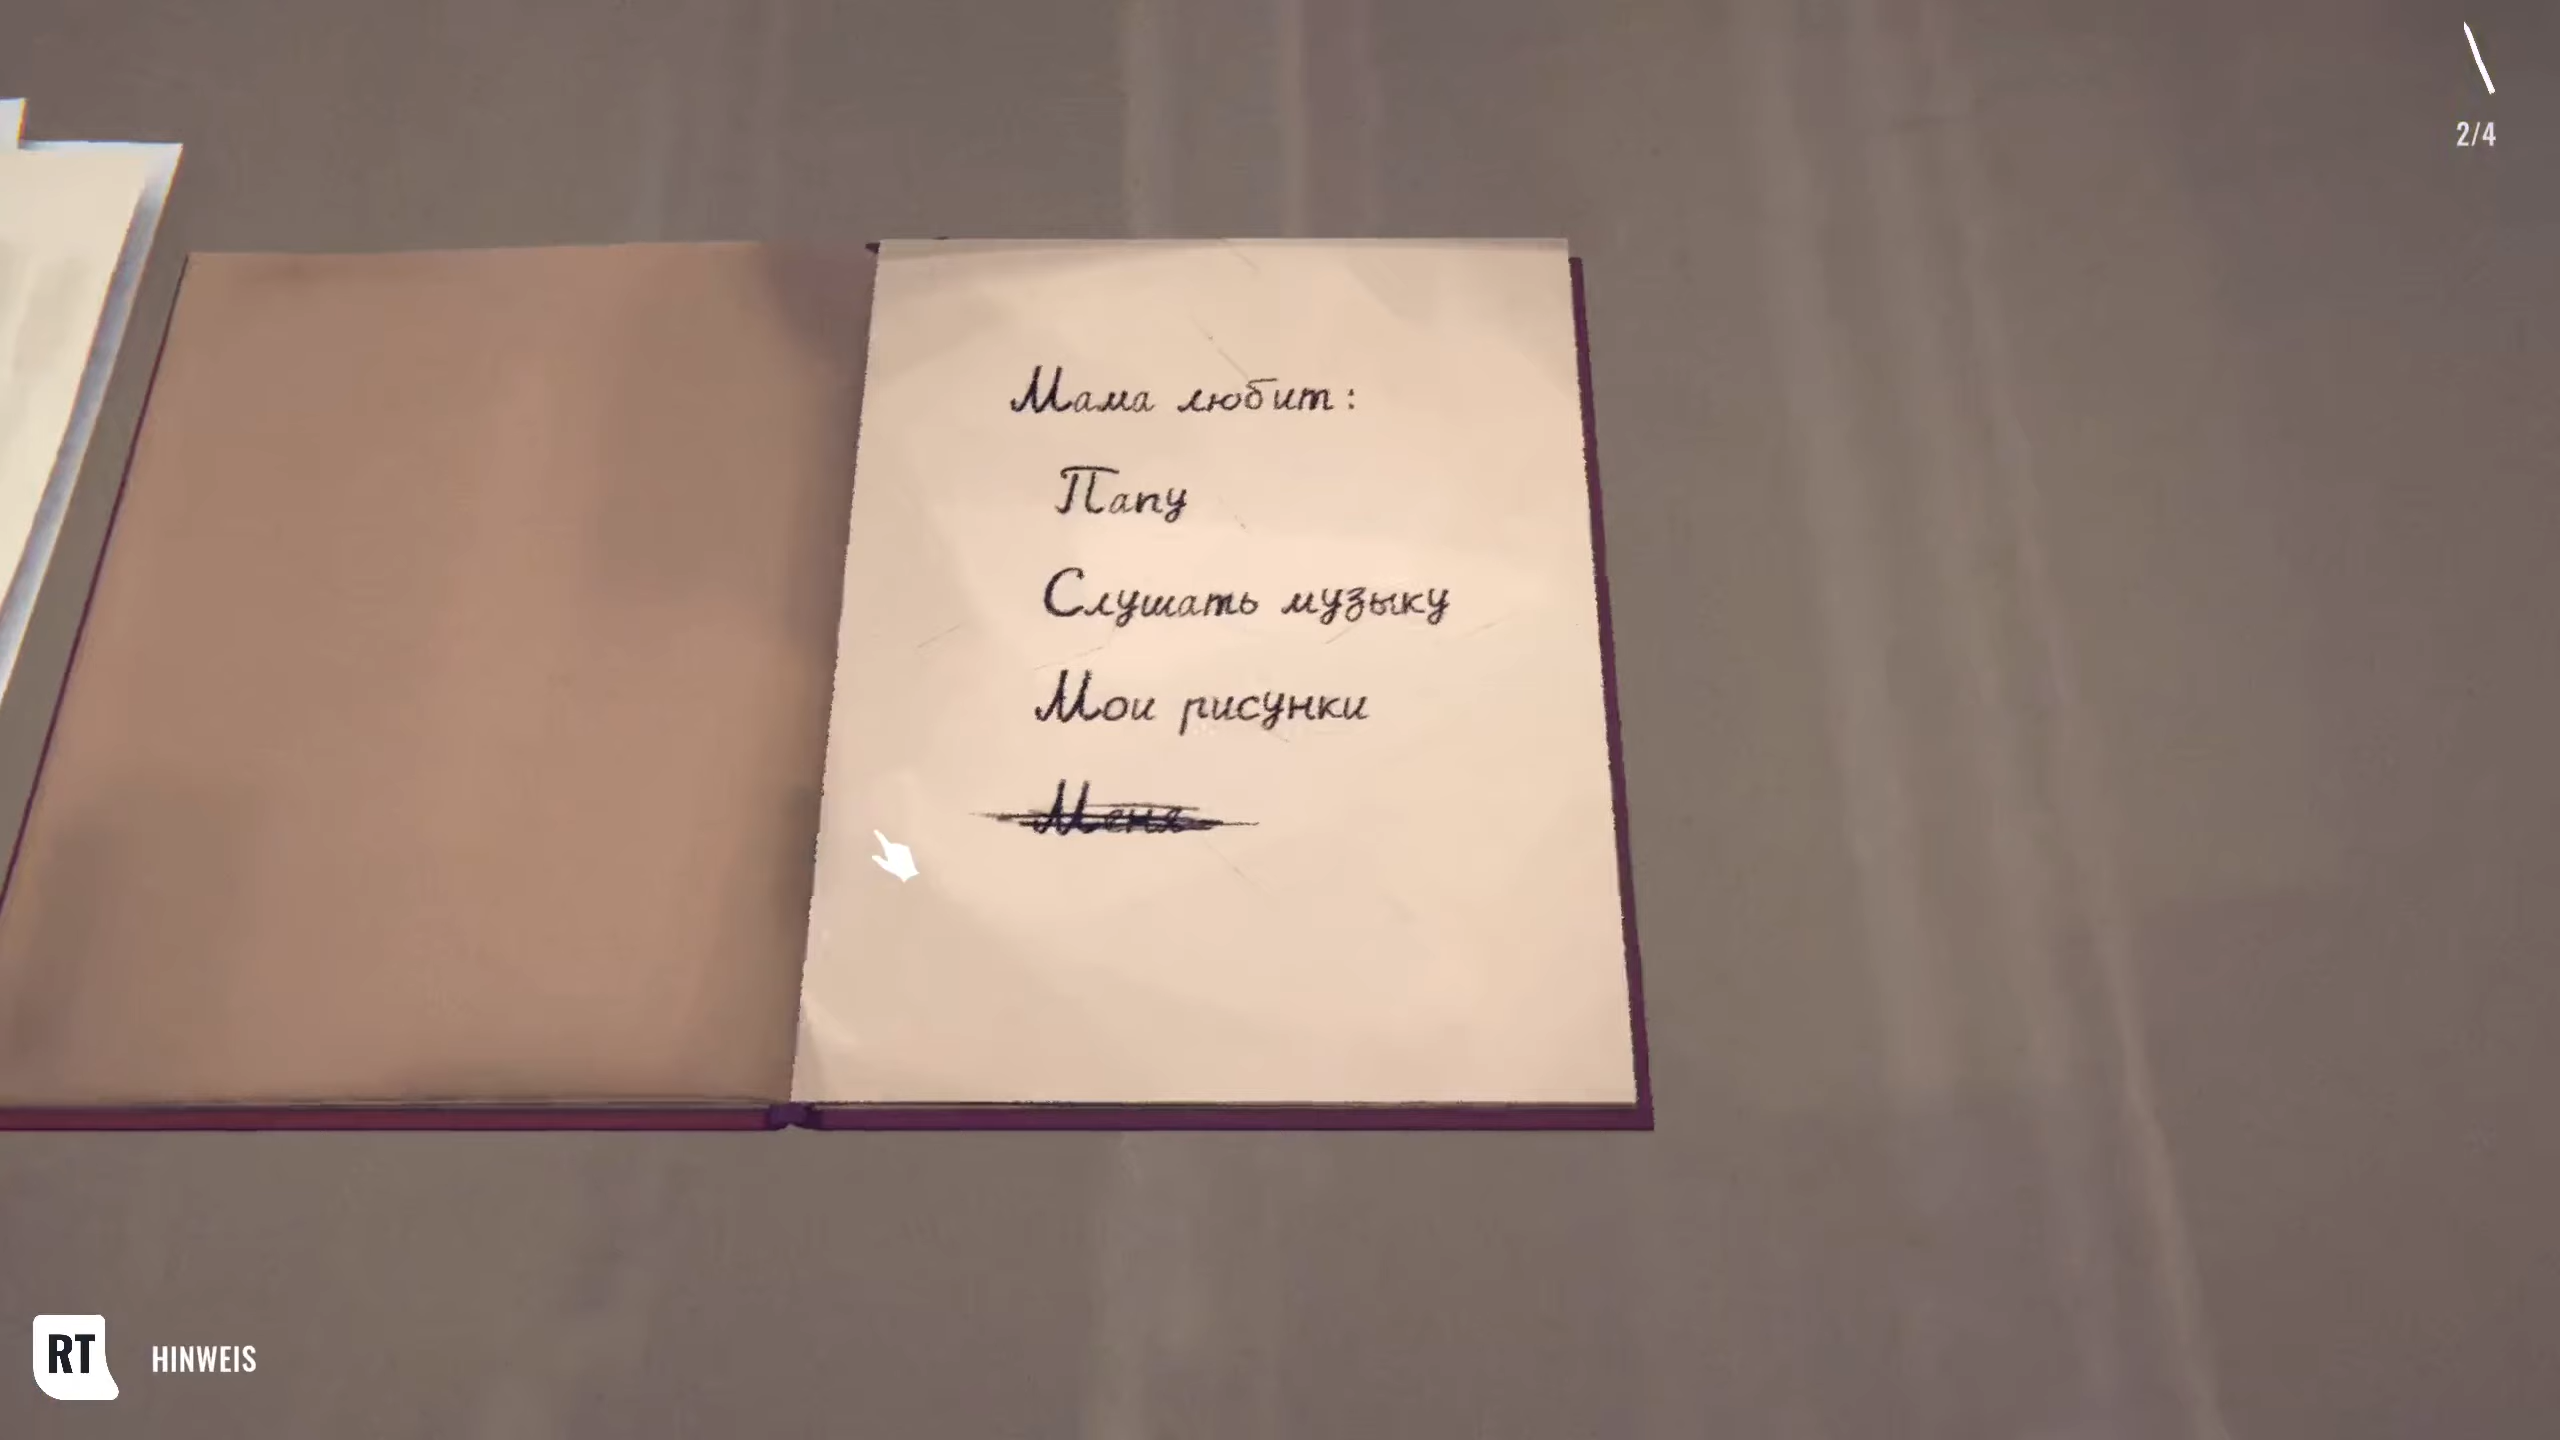 2/4
Мама любит:
Папу
Слушать музыку
Мои рисунки
Меня
RT HINWEIS